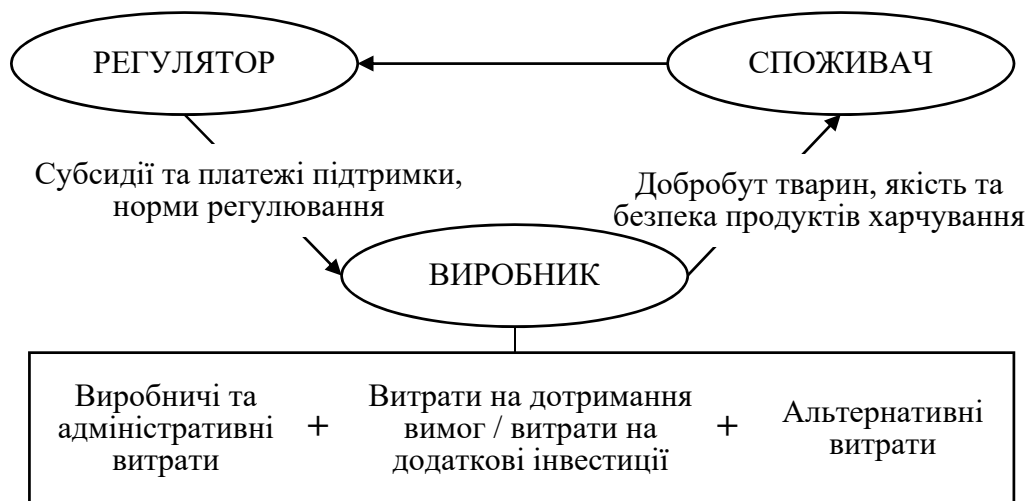 РЕГУЛЯТОР
СПОЖИВАЧ
Субсидії та платежі підтримки,
норми регулювання
Добробут тварин, якість та
безпека продуктів харчування
ВИРОБНИК
Виробничі та
адміністративні
витрати
+
Витрати на дотримання
вимог / витрати на
додаткові інвестиції
+
Альтернативні
витрати